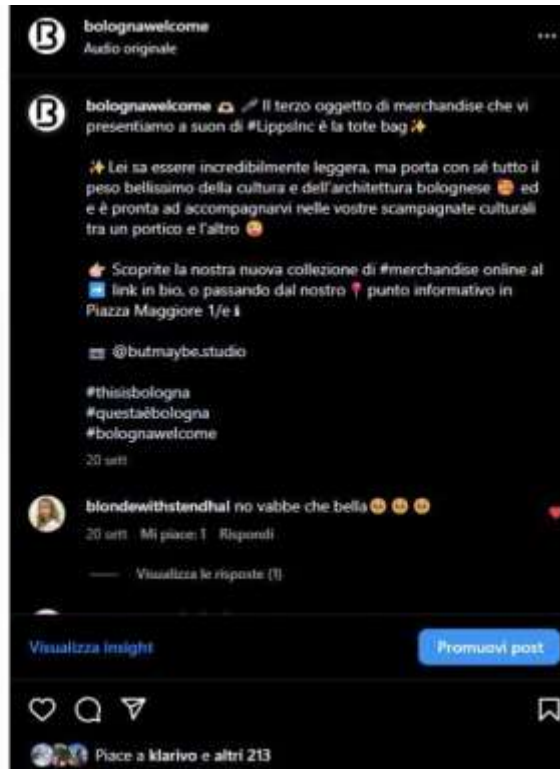 bolognawelcome
Audio originale
bolognawelcome 🫶🏻 🪄 Il terzo oggetto di merchandise che vi
presentiamo a suon di #LippsInc è la tote bag✨
✨ Lei sa essere incredibilmente leggera, ma porta con sé tutto il
peso bellissimo della cultura e dell'architettura bolognese 🥰 ed
e è pronta ad accompagnarvi nelle vostre scampagnate culturali
tra un portico e l'altro 🥲
👉🏻 Scoprite la nostra nuova collezione di #merchandise online al
➡️ link in bio, o passando dal nostro 📍 punto informativo in
Piazza Maggiore 1/e ℹ
📷 @butmaybe.studio
#thisisbologna
#questaèbologna
#bolognawelcome
20 sett
blondewithstendhal no vabbe che bella
20 sett Mi piace: 1 Rispondi
Visualizza le risposte (1)
Visualizza Insight
Promuovi post
Piace a klarivo e altri 213